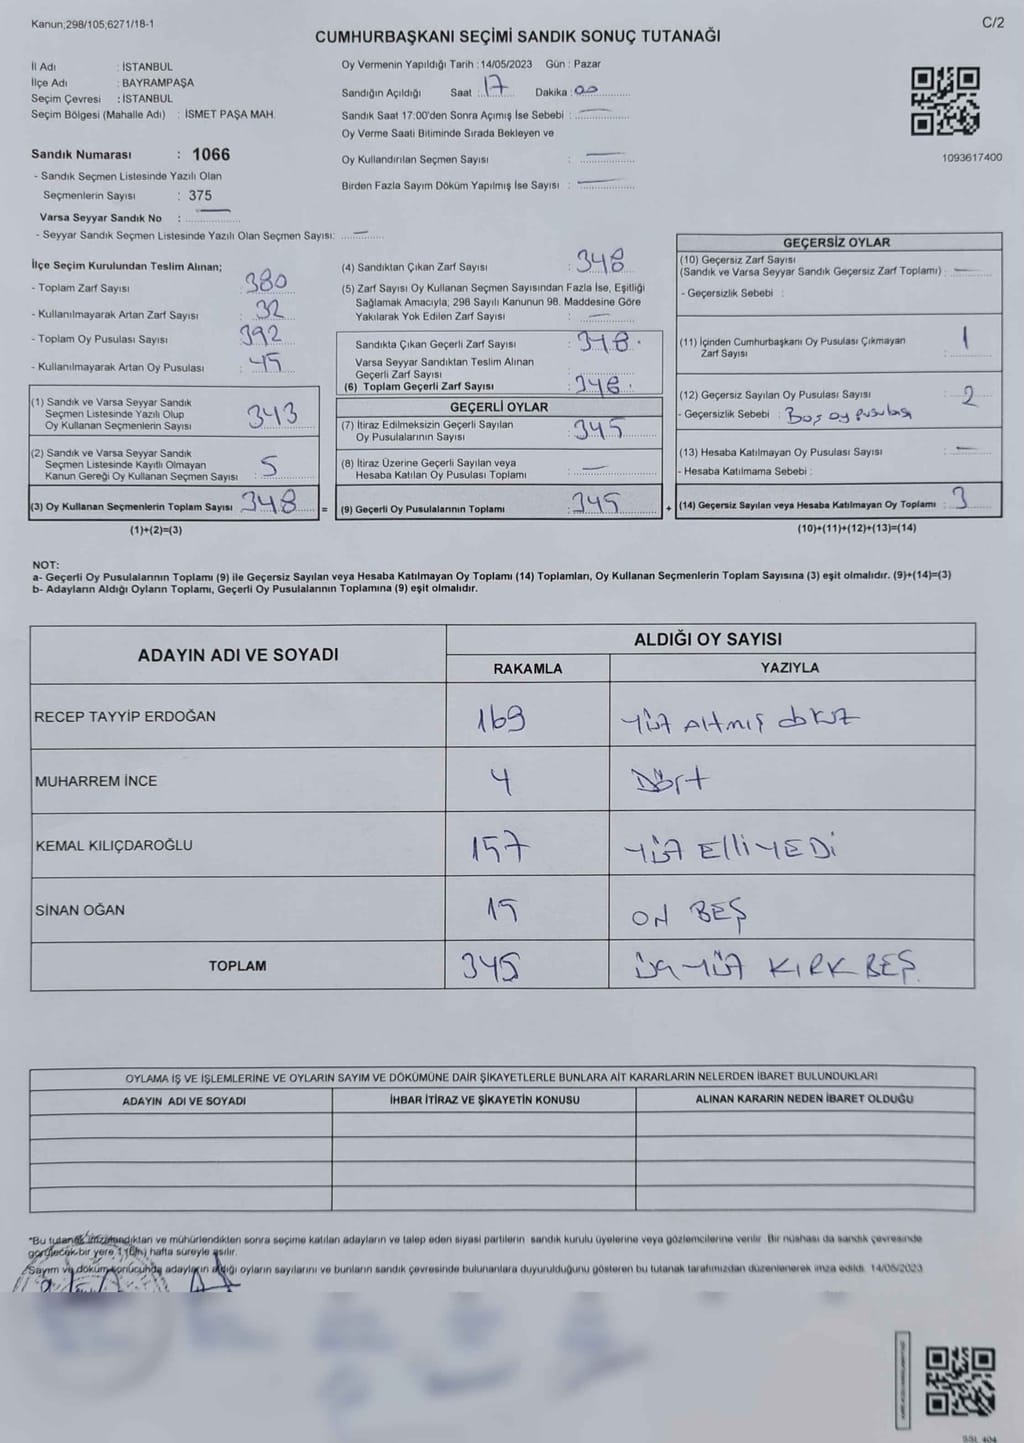 Kanun;298/105;6271/18-1
C/2
CUMHURBAŞKANI SEÇİMİ SANDIK SONUÇ TUTANAĞI
İl Adı : İSTANBUL
İlçe Adı : BAYRAMPAŞA
Seçim Çevresi : İSTANBUL
Seçim Bölgesi (Mahalle Adı) : İSMET PAŞA MAH.
Sandık Numarası : 1066
- Sandık Seçmen Listesinde Yazılı Olan
Seçmenlerin Sayısı : 375
Varsa Seyyar Sandık No :
- Seyyar Sandık Seçmen Listesinde Yazılı Olan Seçmen Sayısı:
Oy Vermenin Yapıldığı Tarih : 14/05/2023 Gün : Pazar
Sandığın Açıldığı Saat : 17 Dakika : 00
Sandık Saat 17:00'den Sonra Açımış İse Sebebi :
Oy Verme Saati Bitiminde Sırada Bekleyen ve
Oy Kullandırılan Seçmen Sayısı :
Birden Fazla Sayım Döküm Yapılmış İse Sayısı :
1093617400
İlçe Seçim Kurulundan Teslim Alınan;
- Toplam Zarf Sayısı : 380
- Kullanılmayarak Artan Zarf Sayısı : 32
- Toplam Oy Pusulası Sayısı : 392
- Kullanılmayarak Artan Oy Pusulası : 45
(1) Sandık ve Varsa Seyyar Sandık
Seçmen Listesinde Yazılı Olup
Oy Kullanan Seçmenlerin Sayısı : 343
(2) Sandık ve Varsa Seyyar Sandık
Seçmen Listesinde Kayıtlı Olmayan
Kanun Gereği Oy Kullanan Seçmen Sayısı : 5
(3) Oy Kullanan Seçmenlerin Toplam Sayısı : 348 =
(1)+(2)=(3)
(4) Sandıktan Çıkan Zarf Sayısı : 348
(5) Zarf Sayısı Oy Kullanan Seçmen Sayısından Fazla İse, Eşitliği
Sağlamak Amacıyla; 298 Sayılı Kanunun 98. Maddesine Göre
Yakılarak Yok Edilen Zarf Sayısı :
Sandıkta Çıkan Geçerli Zarf Sayısı : 348
Varsa Seyyar Sandıktan Teslim Alınan
Geçerli Zarf Sayısı :
(6) Toplam Geçerli Zarf Sayısı : 348
GEÇERLİ OYLAR
(7) İtiraz Edilmeksizin Geçerli Sayılan
Oy Pusulalarının Sayısı : 345
(8) İtiraz Üzerine Geçerli Sayılan veya
Hesaba Katılan Oy Pusulası Toplamı :
(9) Geçerli Oy Pusulalarının Toplamı : 345 +
GEÇERSİZ OYLAR
(10) Geçersiz Zarf Sayısı
(Sandık ve Varsa Seyyar Sandık Geçersiz Zarf Toplamı) :
- Geçersizlik Sebebi :
(11) İçinden Cumhurbaşkanı Oy Pusulası Çıkmayan
Zarf Sayısı : 1
(12) Geçersiz Sayılan Oy Pusulası Sayısı : 2
- Geçersizlik Sebebi : Boş oy pusulası
(13) Hesaba Katılmayan Oy Pusulası Sayısı :
- Hesaba Katılmama Sebebi :
(14) Geçersiz Sayılan veya Hesaba Katılmayan Oy Toplamı : 3
(10)+(11)+(12)+(13)=(14)
NOT:
a- Geçerli Oy Pusulalarının Toplamı (9) ile Geçersiz Sayılan veya Hesaba Katılmayan Oy Toplamı (14) Toplamları, Oy Kullanan Seçmenlerin Toplam Sayısına (3) eşit olmalıdır. (9)+(14)=(3)
b- Adayların Aldığı Oyların Toplamı, Geçerli Oy Pusulalarının Toplamına (9) eşit olmalıdır.
ADAYIN ADI VE SOYADI
ALDIĞI OY SAYISI
RAKAMLA YAZIYLA
RECEP TAYYİP ERDOĞAN 169 YÜZ ALTMIŞ DOKUZ
MUHARREM İNCE 4 DÖRT
KEMAL KILIÇDAROĞLU 157 YÜZ ELLİ YEDİ
SİNAN OĞAN 15 ON BEŞ
TOPLAM 345 ÜÇ YÜZ KIRK BEŞ
OYLAMA İŞ VE İŞLEMLERİNE VE OYLARIN SAYIM VE DÖKÜMÜNE DAİR ŞİKAYETLERLE BUNLARA AİT KARARLARIN NELERDEN İBARET BULUNDUKLARI
ADAYIN ADI VE SOYADI İHBAR İTİRAZ VE ŞİKAYETİN KONUSU ALINAN KARARIN NEDEN İBARET OLDUĞU
"Bu tutanak imzalandıktan ve mühürlendikten sonra seçime katılan adayların ve talep eden siyasi partilerin sandık kurulu üyelerine veya gözlemcilerine verilir. Bir nüshası da sandık çevresinde
görülecek bir yere 1 (bir) hafta süreyle asılır.
Sayım ve döküm sonucunda adayların aldığı oyların sayılarını ve bunların sandık çevresinde bulunanlara duyurulduğunu gösteren bu tutanak tarafımızdan düzenlenerek imza edildi. 14/05/2023